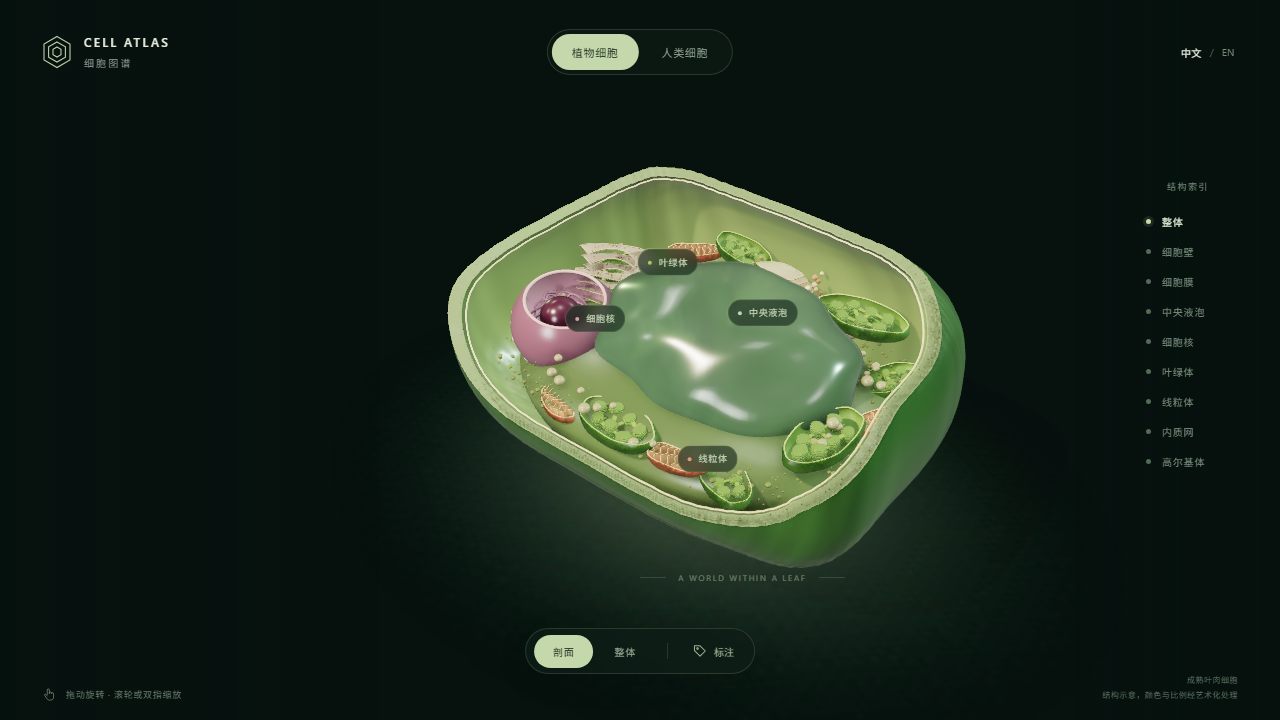 CELL ATLAS
细胞图谱
植物细胞
人类细胞
中文 / EN
结构索引
整体
细胞壁
细胞膜
中央液泡
细胞核
叶绿体
线粒体
内质网
高尔基体
叶绿体
中央液泡
细胞核
线粒体
A WORLD WITHIN A LEAF
剖面
整体
标注
拖动旋转 · 滚轮或双指缩放
成熟叶肉细胞
结构示意，颜色与比例经艺术化处理